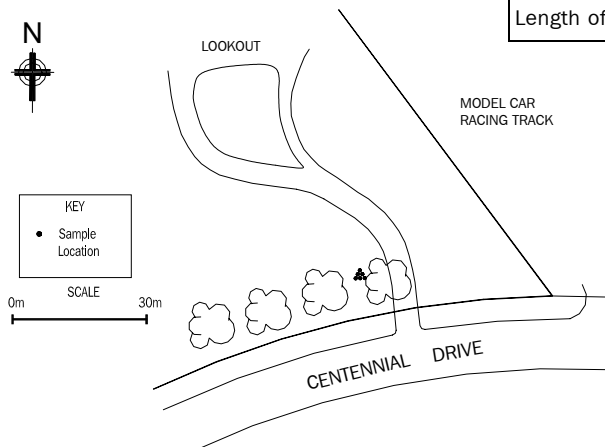 Length of
N
LOOKOUT
MODEL CAR
RACING TRACK
KEY
Sample
Location
SCALE
0m 30m
CENTENNIAL DRIVE